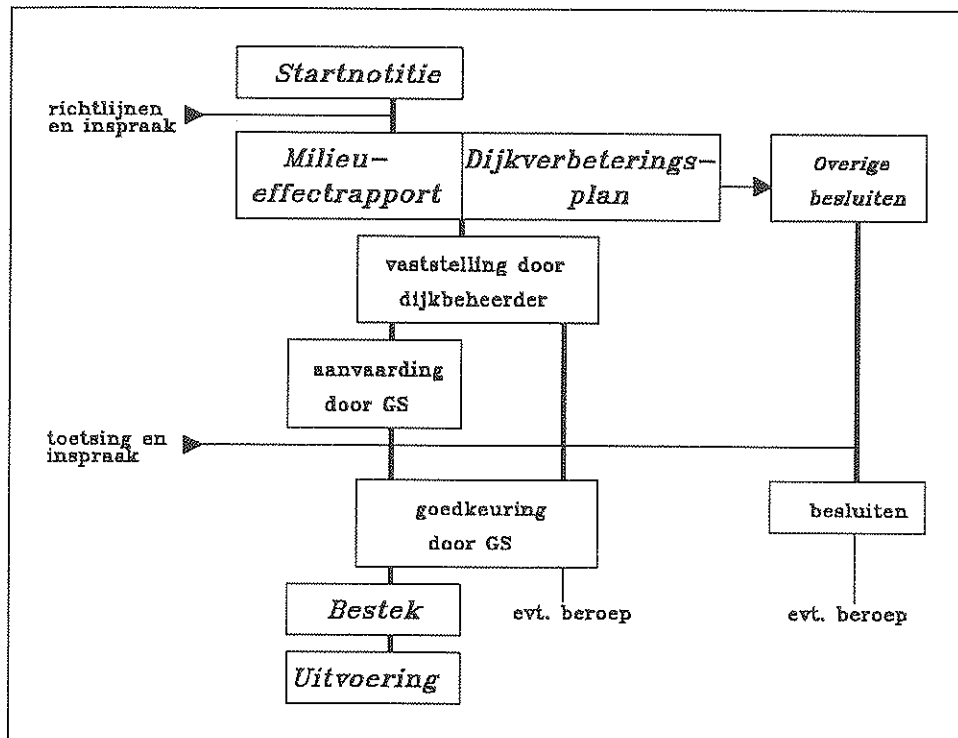 Startnotitie
richtlijnen
en inspraak
Milieu-
effectrapport
Dijkverbeterings-
plan
Overige
besluiten
vaststelling door
dijkbeheerder
aanvaarding
door GS
toetsing en
inspraak
goedkeuring
door GS
besluiten
Bestek
evt. beroep
evt. beroep
Uitvoering